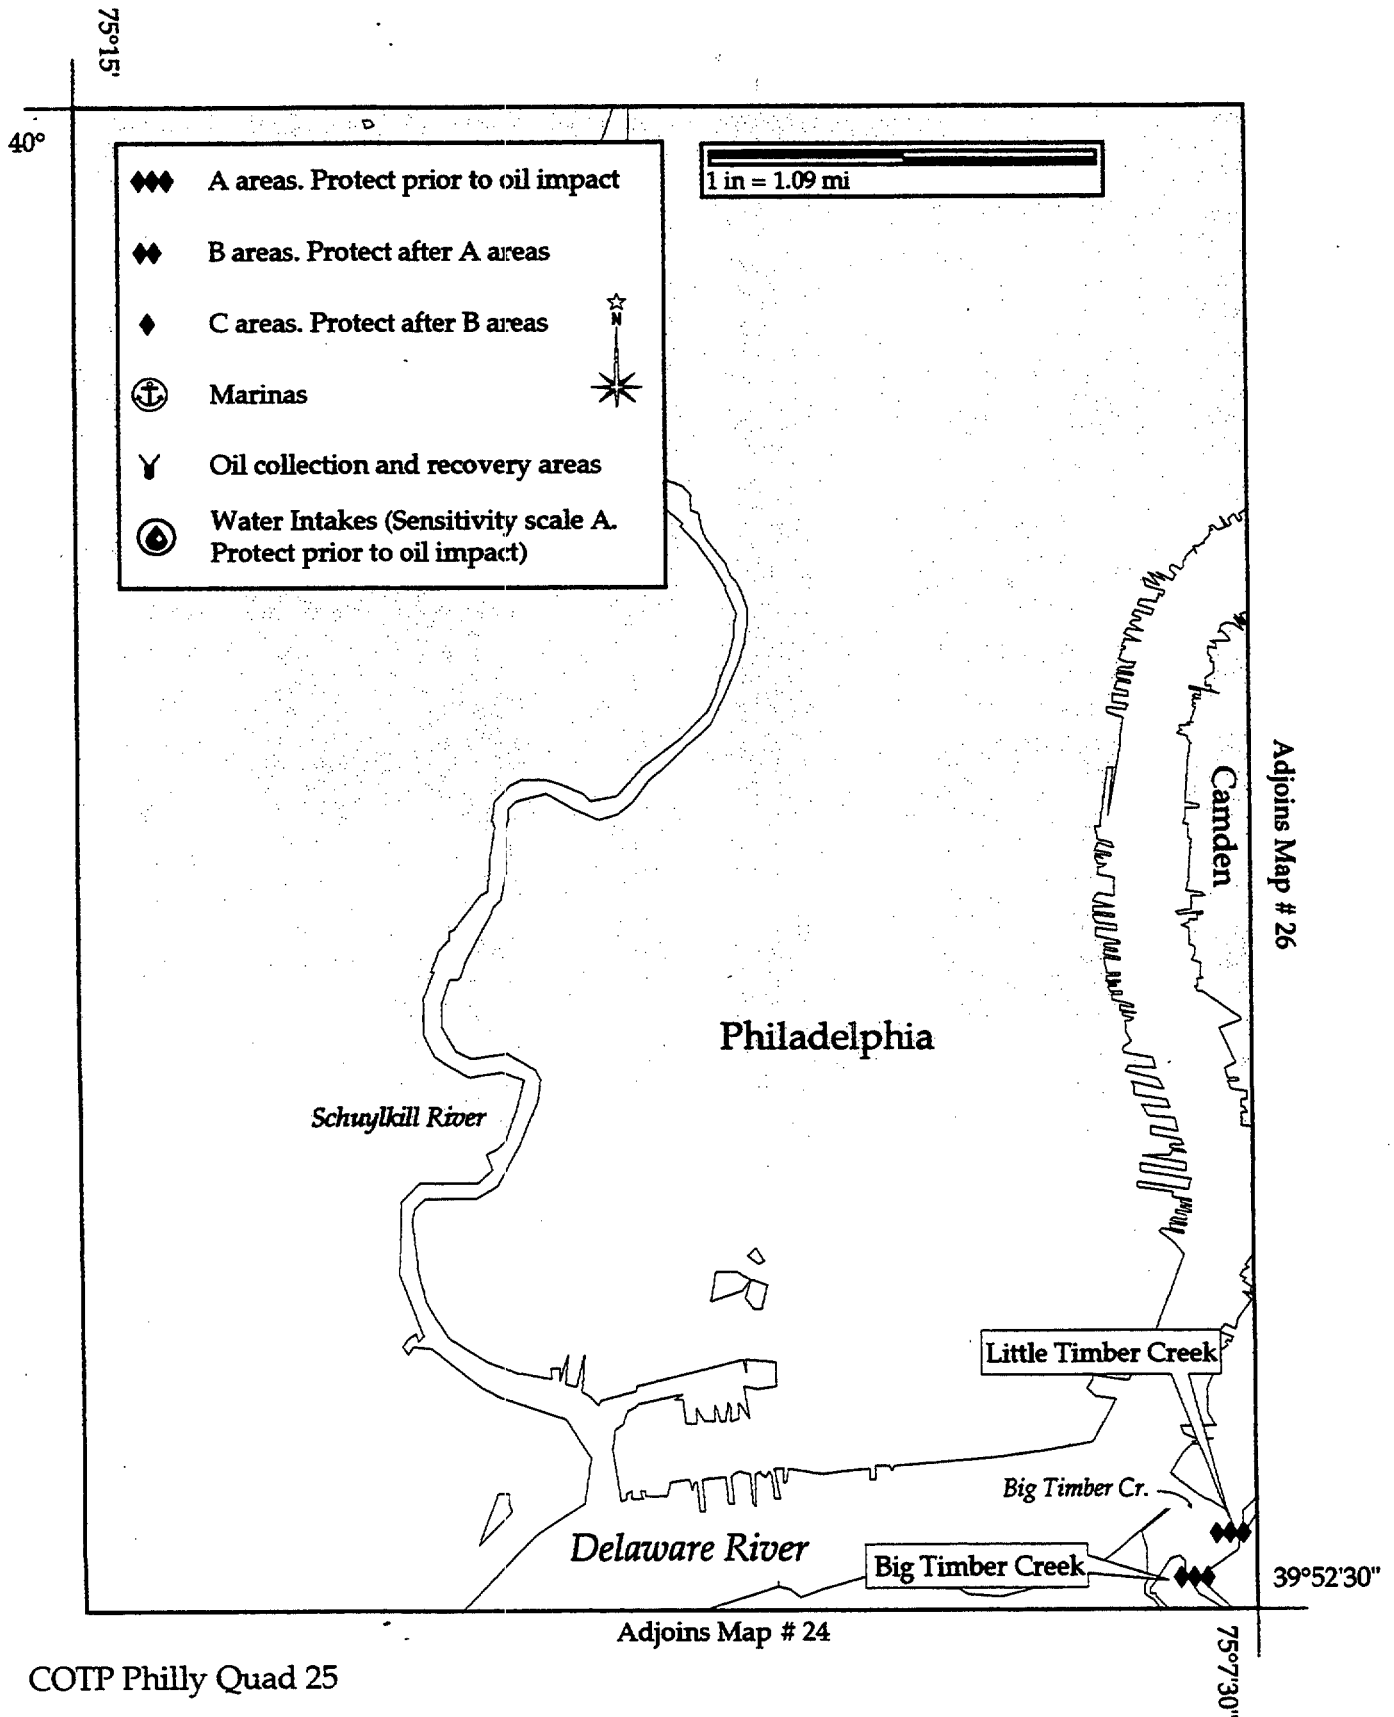 75°15'
40°
A areas. Protect prior to oil impact
B areas. Protect after A areas
C areas. Protect after B areas
N
Marinas
Oil collection and recovery areas
Water Intakes (Sensitivity scale A.
Protect prior to oil impact)
1 in = 1.09 mi
Camden
Adjoins Map # 26
Philadelphia
Schuylkill River
Little Timber Creek
Big Timber Cr.
Delaware River
Big Timber Creek
39°52'30"
Adjoins Map # 24
75°7'30"
COTP Philly Quad 25